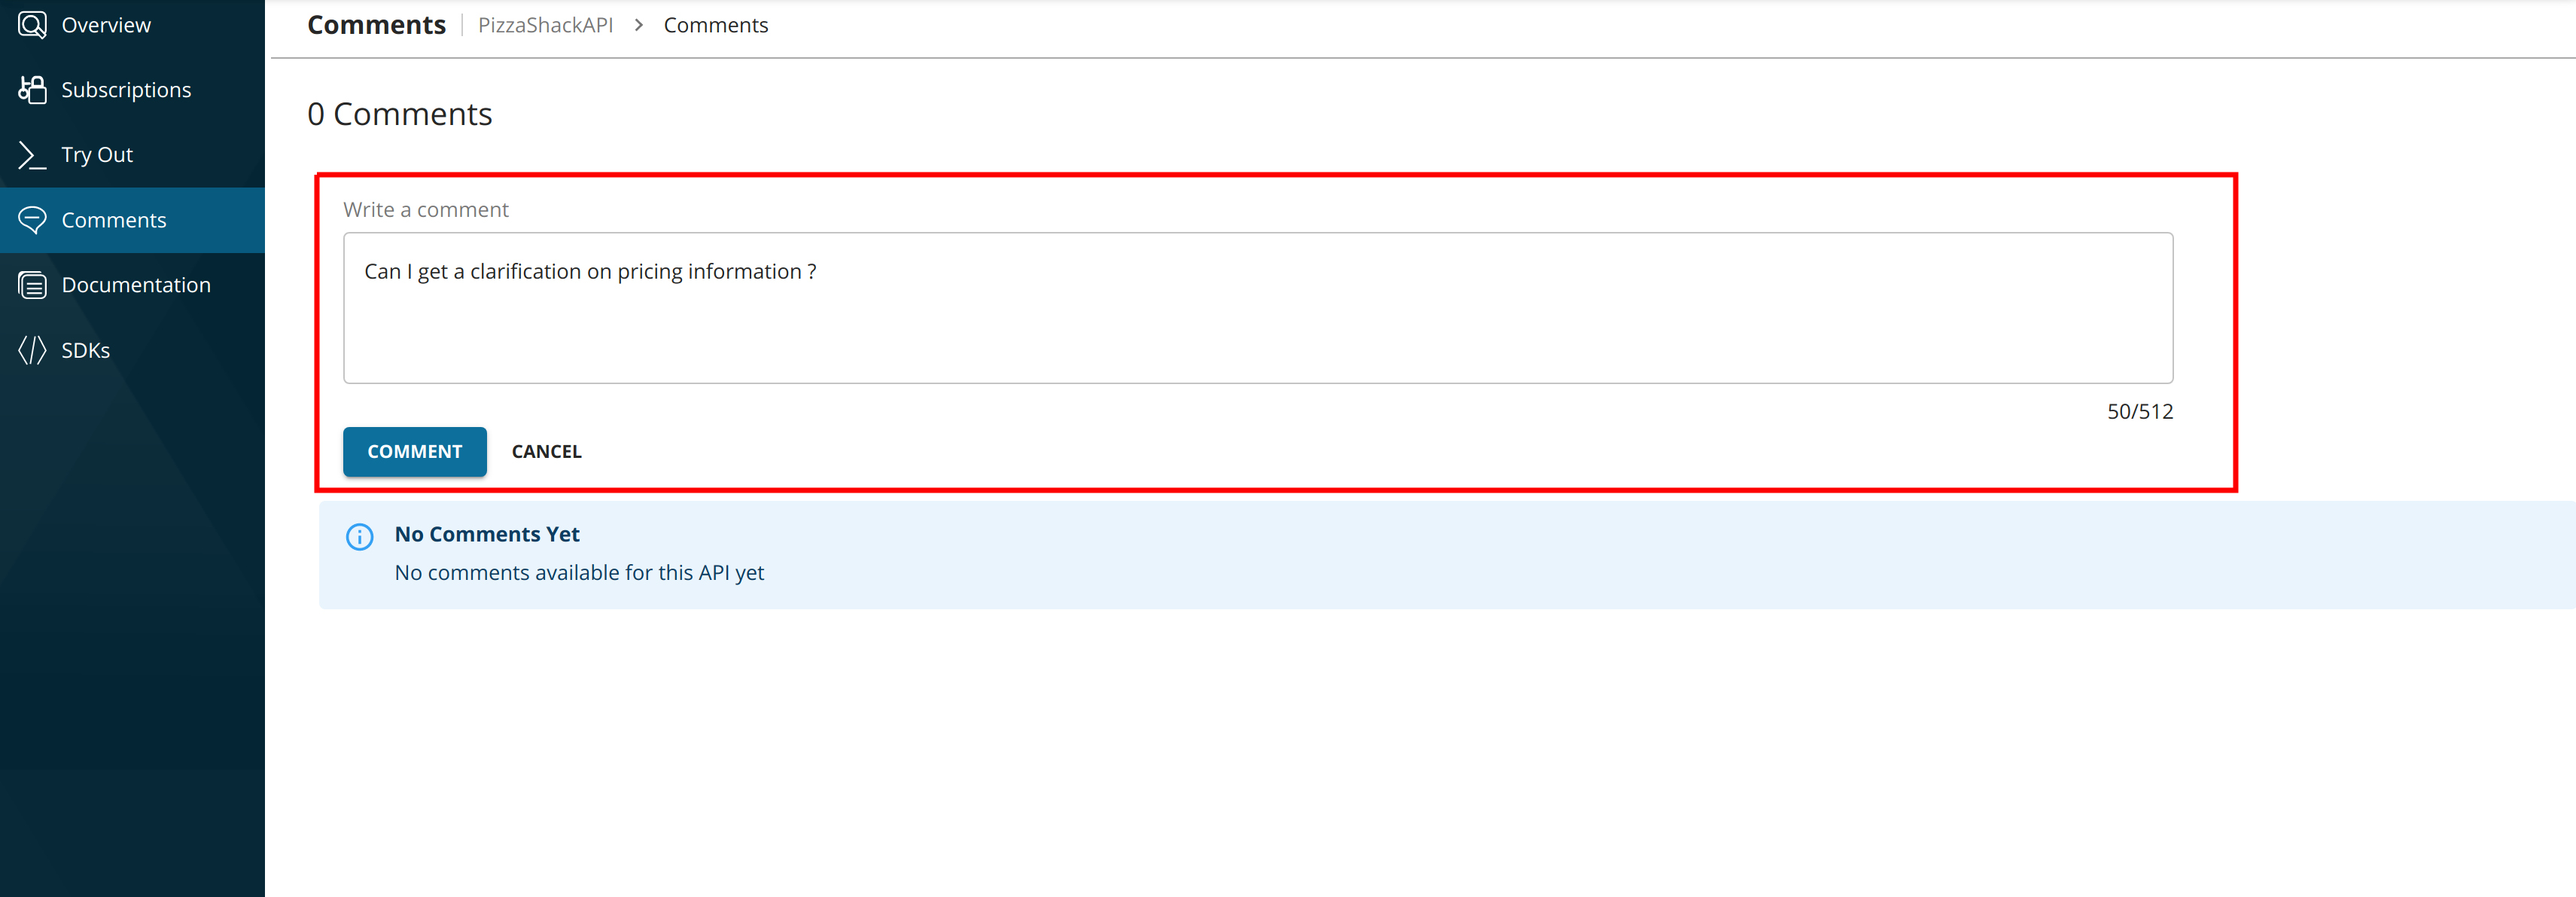 Overview
Subscriptions
Try Out
Comments
Documentation
SDKs
Comments PizzaShackAPI > Comments
0 Comments
Write a comment
Can I get a clarification on pricing information ?
50/512
COMMENT CANCEL
No Comments Yet
No comments available for this API yet